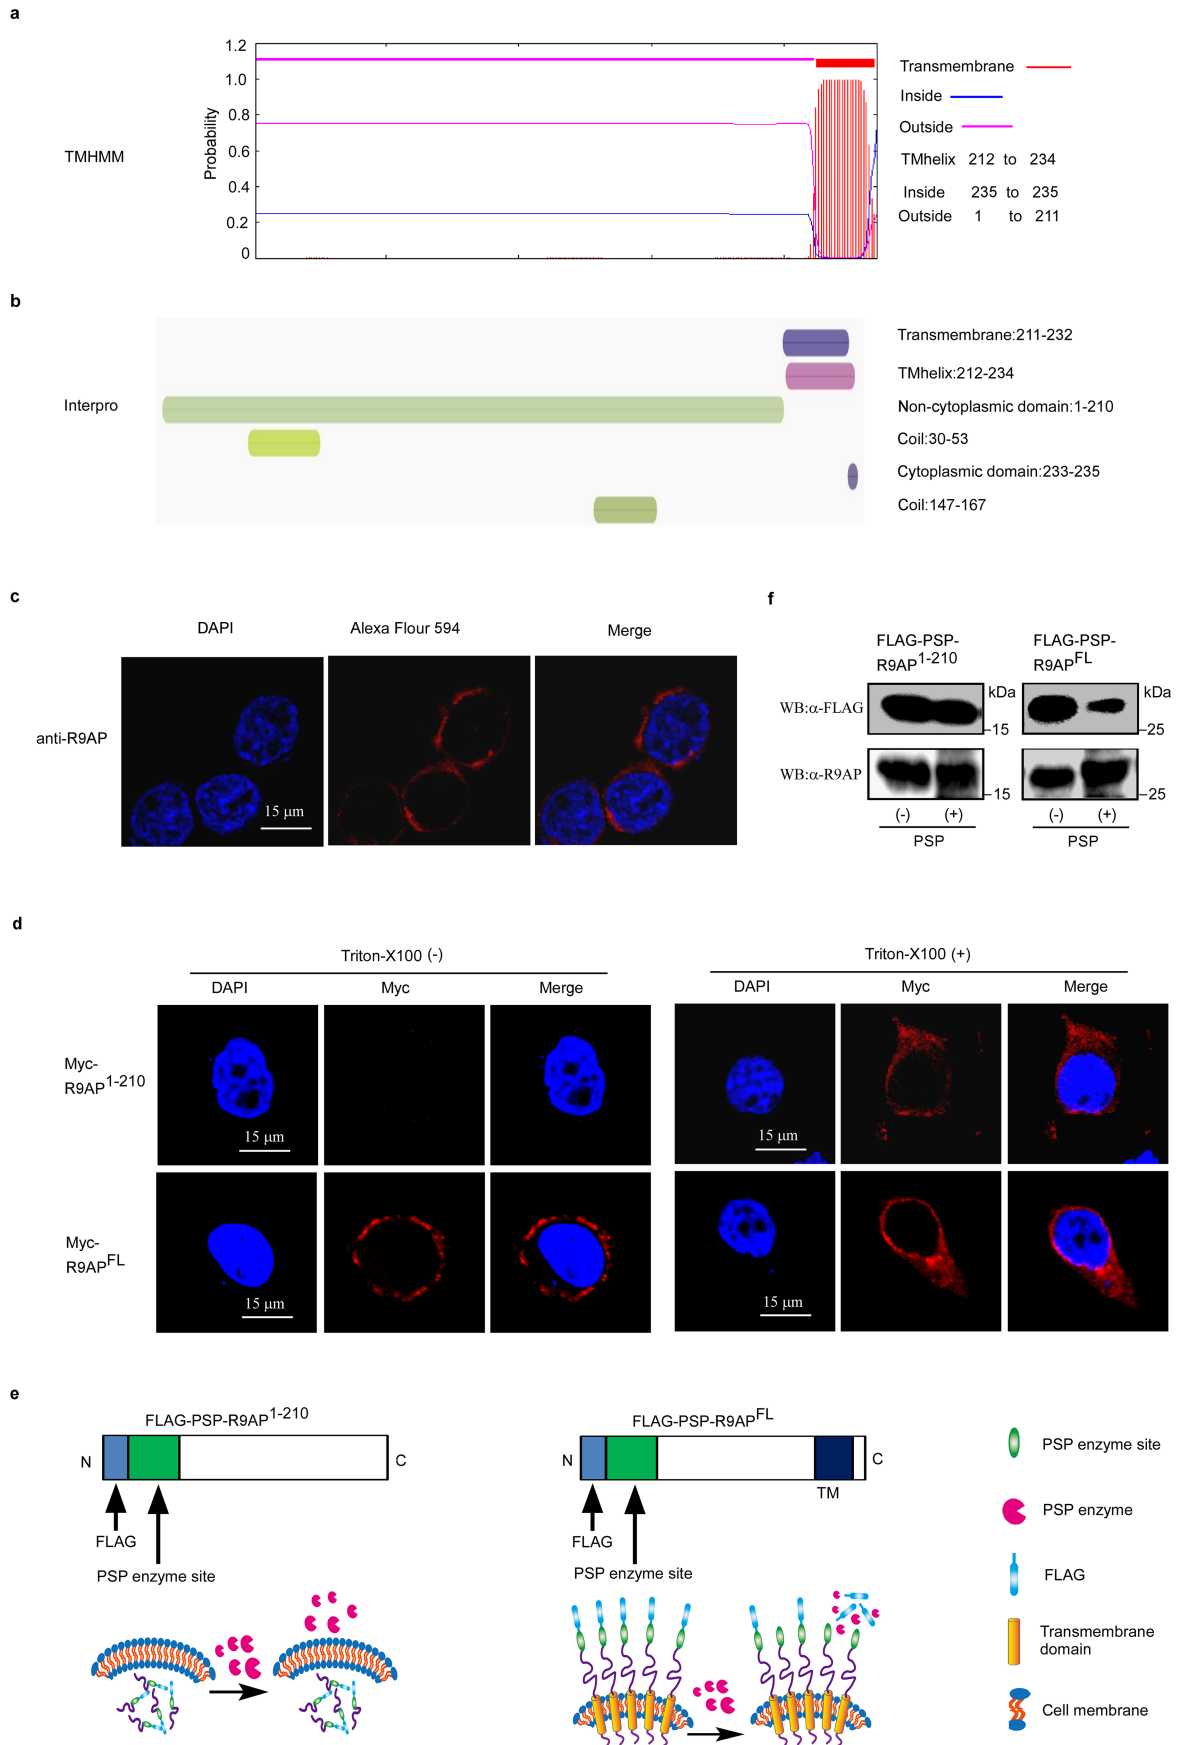 a
TMHMM
Probability
1.2
1.0
0.8
0.6
0.4
0.2
0
Transmembrane
Inside
Outside
TMhelix 212 to 234
Inside 235 to 235
Outside 1 to 211
b
Interpro
Transmembrane:211-232
TMhelix:212-234
Non-cytoplasmic domain:1-210
Coil:30-53
Cytoplasmic domain:233-235
Coil:147-167
c
DAPI
Alexa Flour 594
Merge
anti-R9AP
15 μm
f
FLAG-PSP-
R9AP1-210
FLAG-PSP-
R9APFL
WB:α-FLAG
kDa
-15
kDa
-25
WB:α-R9AP
-15
-25
(-) (+)
PSP
(-) (+)
PSP
d
Triton-X100 (-)
Triton-X100 (+)
DAPI Myc Merge
DAPI Myc Merge
Myc-
R9AP1-210
15 μm
15 μm
Myc-
R9APFL
15 μm
15 μm
e
FLAG-PSP-R9AP1-210
N
C
FLAG
PSP enzyme site
FLAG-PSP-R9APFL
N
C
TM
FLAG
PSP enzyme site
PSP enzyme site
PSP enzyme
FLAG
Transmembrane
domain
Cell membrane